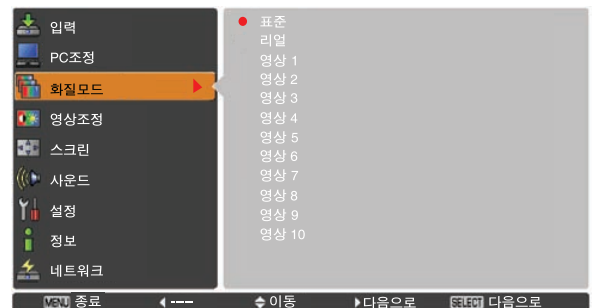 입력
PC조정
화질모드
영상조정
스크린
사운드
설정
정보
네트워크
표준
리얼
영상 1
영상 2
영상 3
영상 4
영상 5
영상 6
영상 7
영상 8
영상 9
영상 10
MENU 종료 ---- 이동 다음으로 SELECT 다음으로